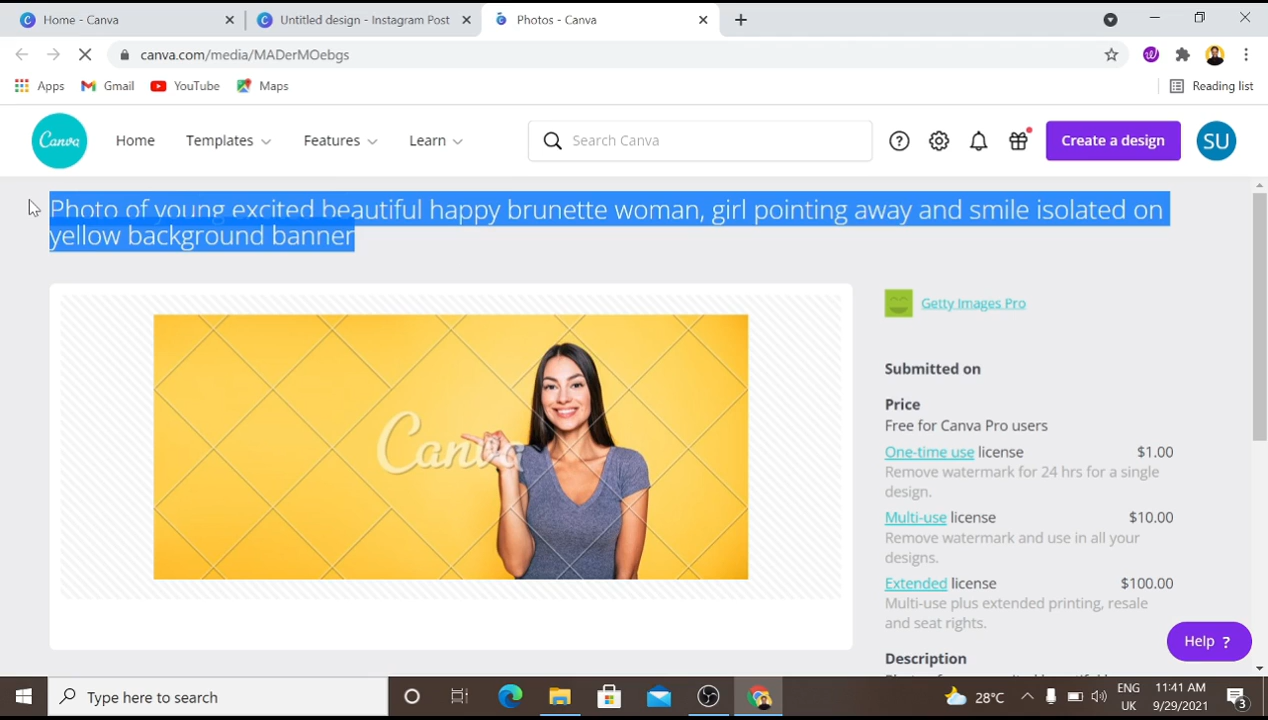 Home - Canva
Untitled design - Instagram Post
Photos - Canva
canva.com/media/MADerMOebgs
Apps
Gmail
YouTube
Maps
Reading list
Canva
Home
Templates
Features
Learn
Search Canva
Create a design
SU
Photo of young excited beautiful happy brunette woman, girl pointing away and smile isolated on
yellow background banner
Canva
Getty Images Pro
Submitted on
Price
Free for Canva Pro users
One-time use license $1.00
Remove watermark for 24 hrs for a single
design.
Multi-use license $10.00
Remove watermark and use in all your
designs.
Extended license $100.00
Multi-use plus extended printing, resale
and seat rights.
Help ?
Description
Type here to search
28°C
ENG
UK
11:41 AM
9/29/2021
3